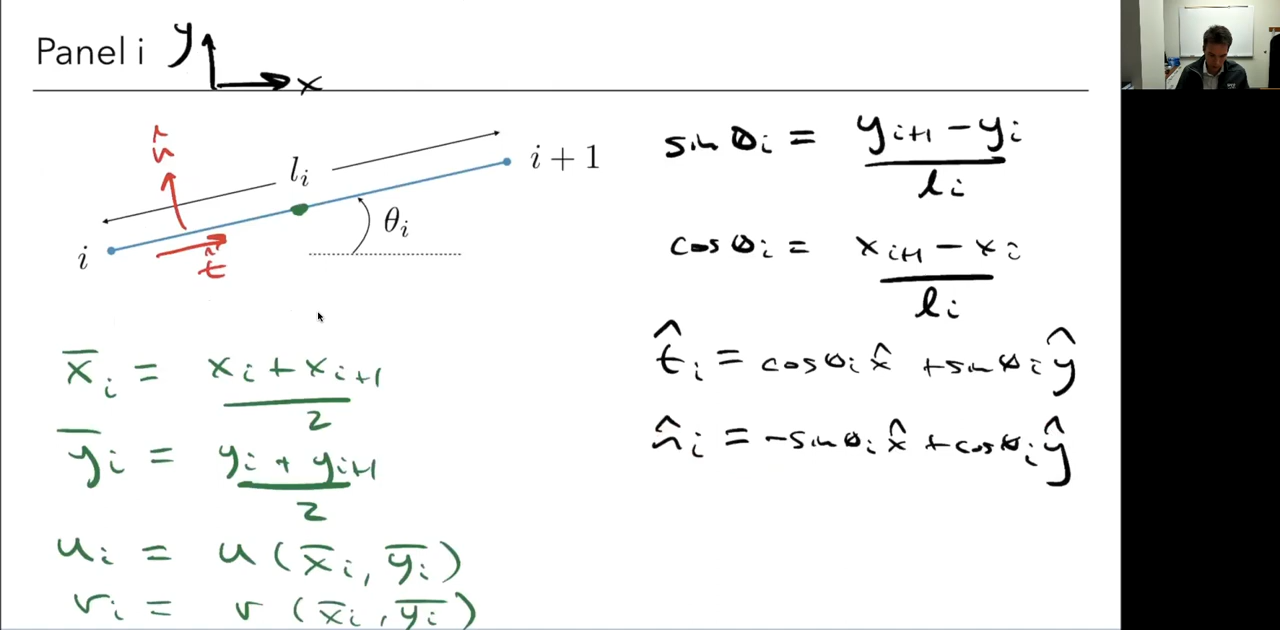 Panel i
y
x
n̂
l_i
i + 1
θ_i
i
t̂
x̄_i = (x_i + x_{i+1}) / 2
ȳ_i = (y_i + y_{i+1}) / 2
u_i = u(x̄_i, ȳ_i)
v_i = v(x̄_i, ȳ_i)
sin θ_i = (y_{i+1} − y_i) / l_i
cos θ_i = (x_{i+1} − x_i) / l_i
t̂_i = cos θ_i x̂ + sin θ_i ŷ
n̂_i = −sin θ_i x̂ + cos θ_i ŷ